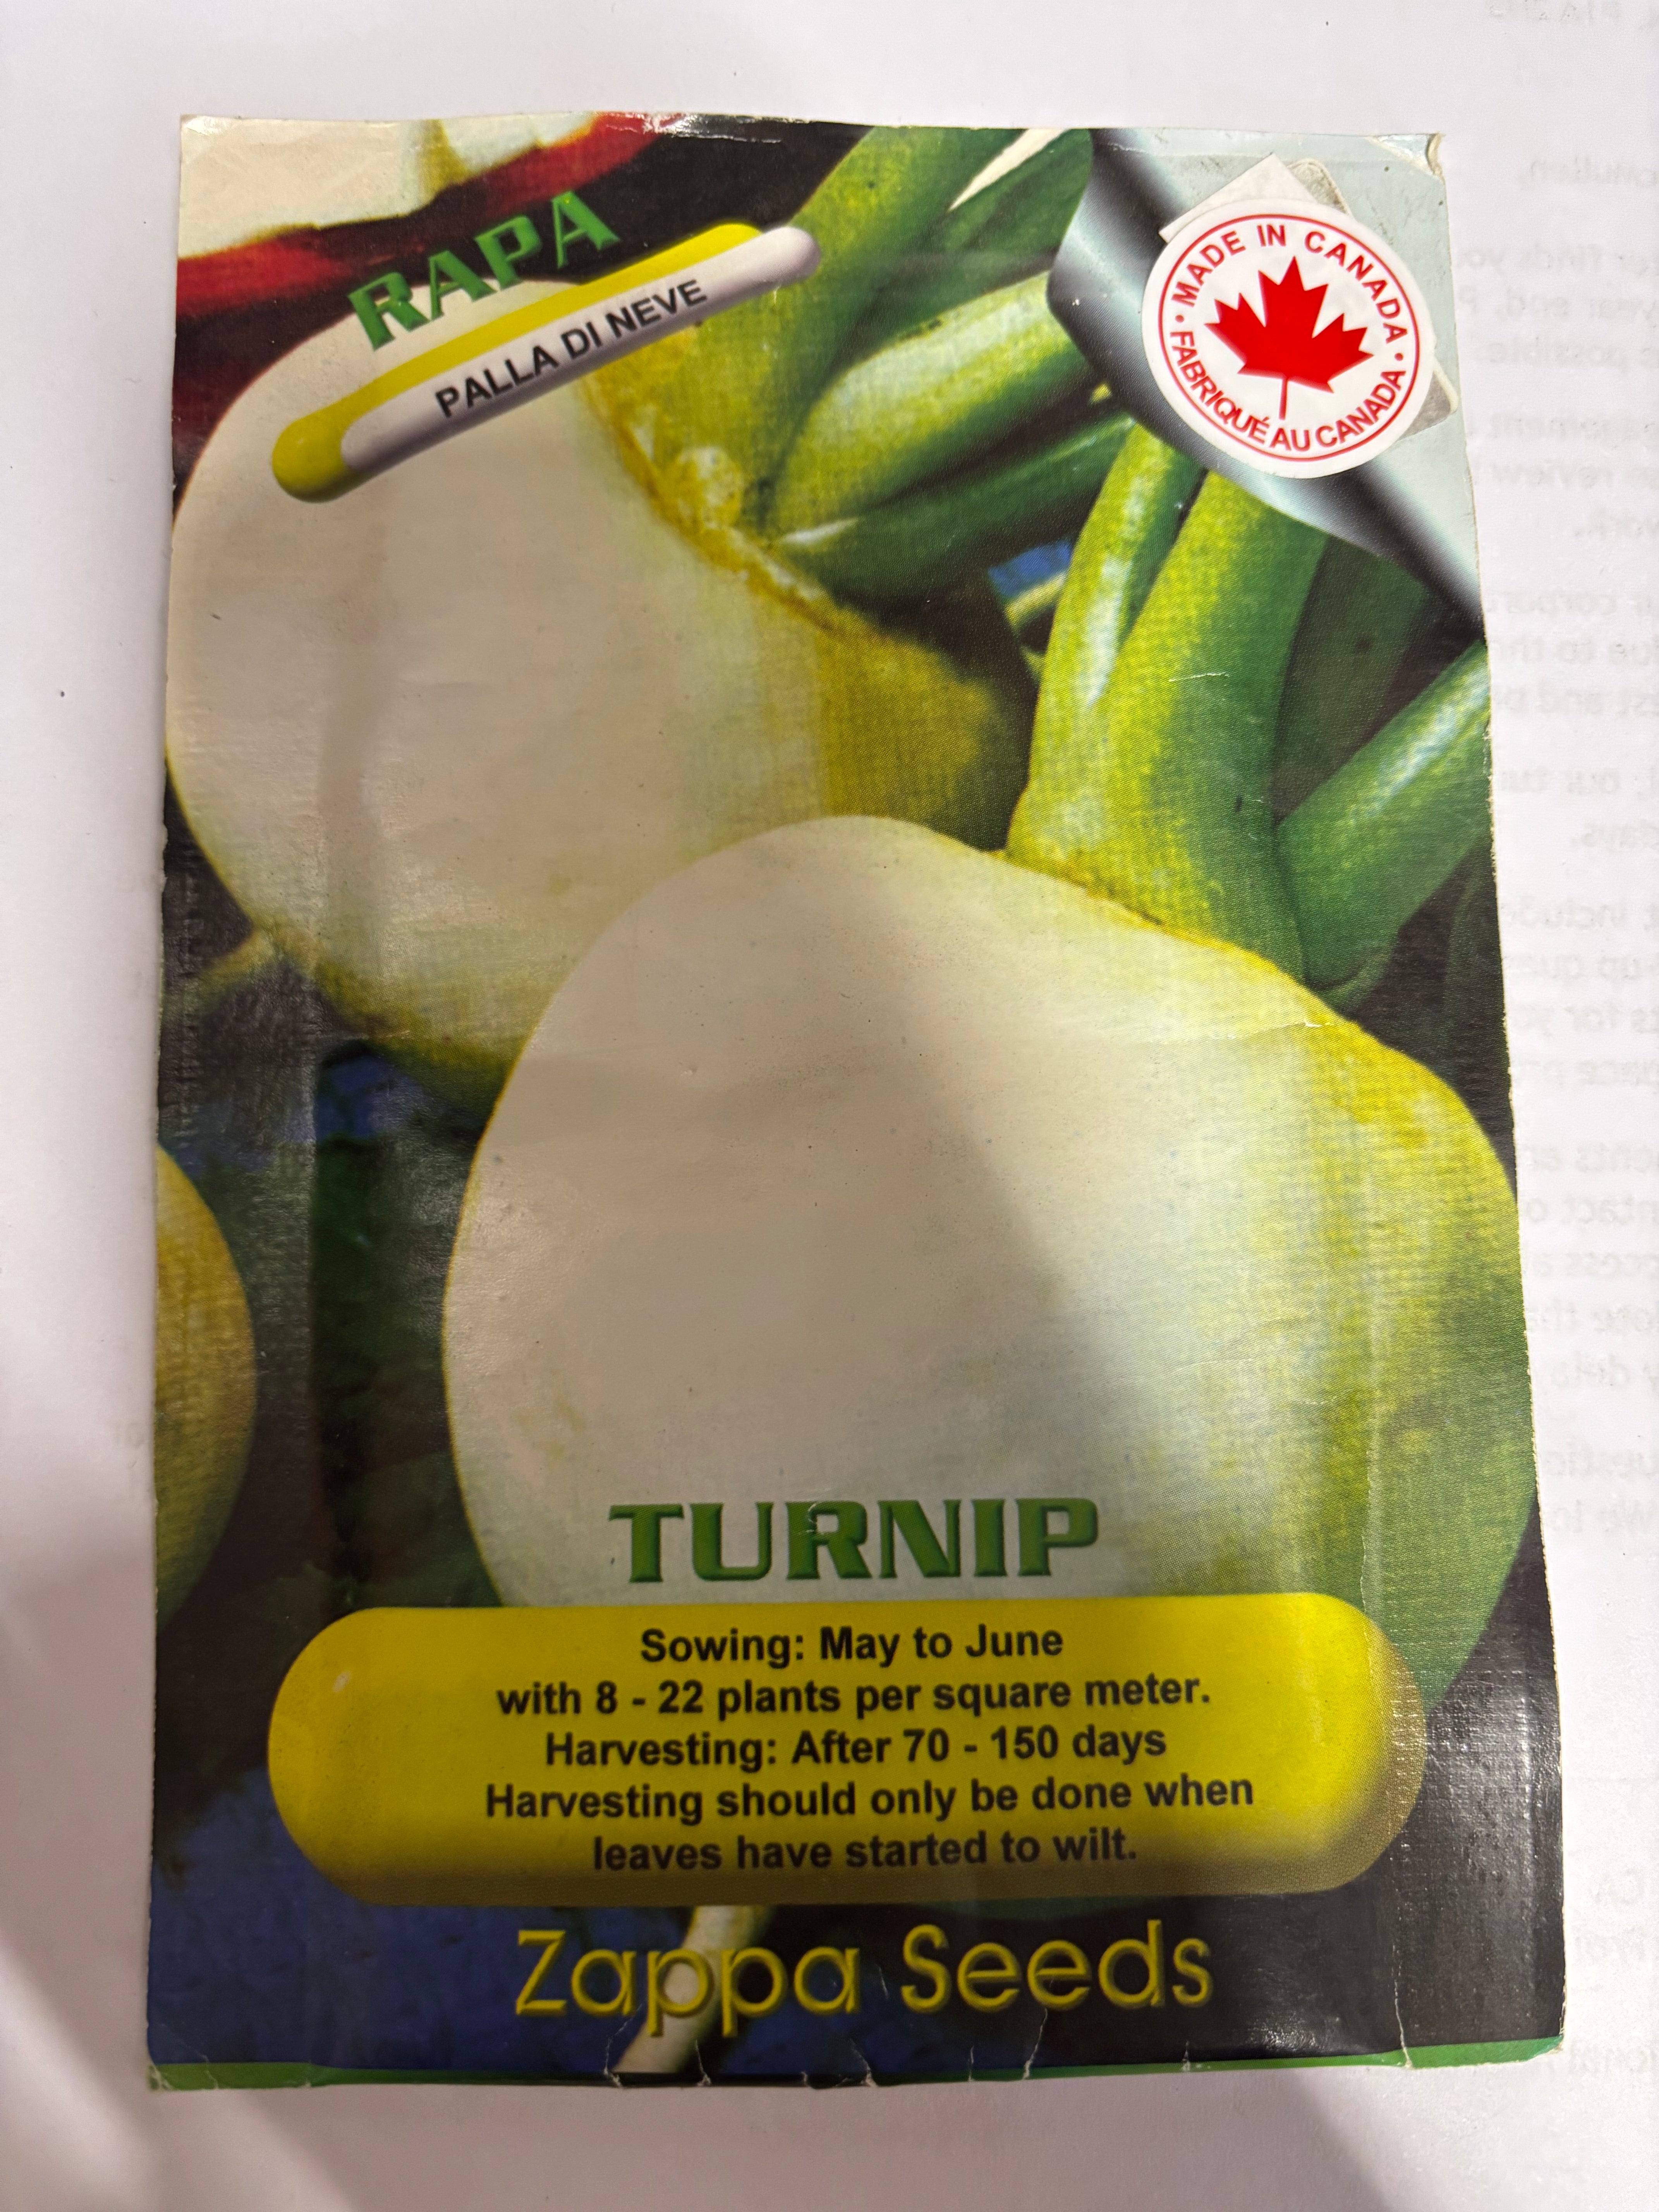 RAPA
PALLA DI NEVE
• MADE IN CANADA •
FABRIQUÉ AU CANADA
TURNIP
Sowing: May to June
with 8 - 22 plants per square meter.
Harvesting: After 70 - 150 days
Harvesting should only be done when
leaves have started to wilt.
Zappa Seeds